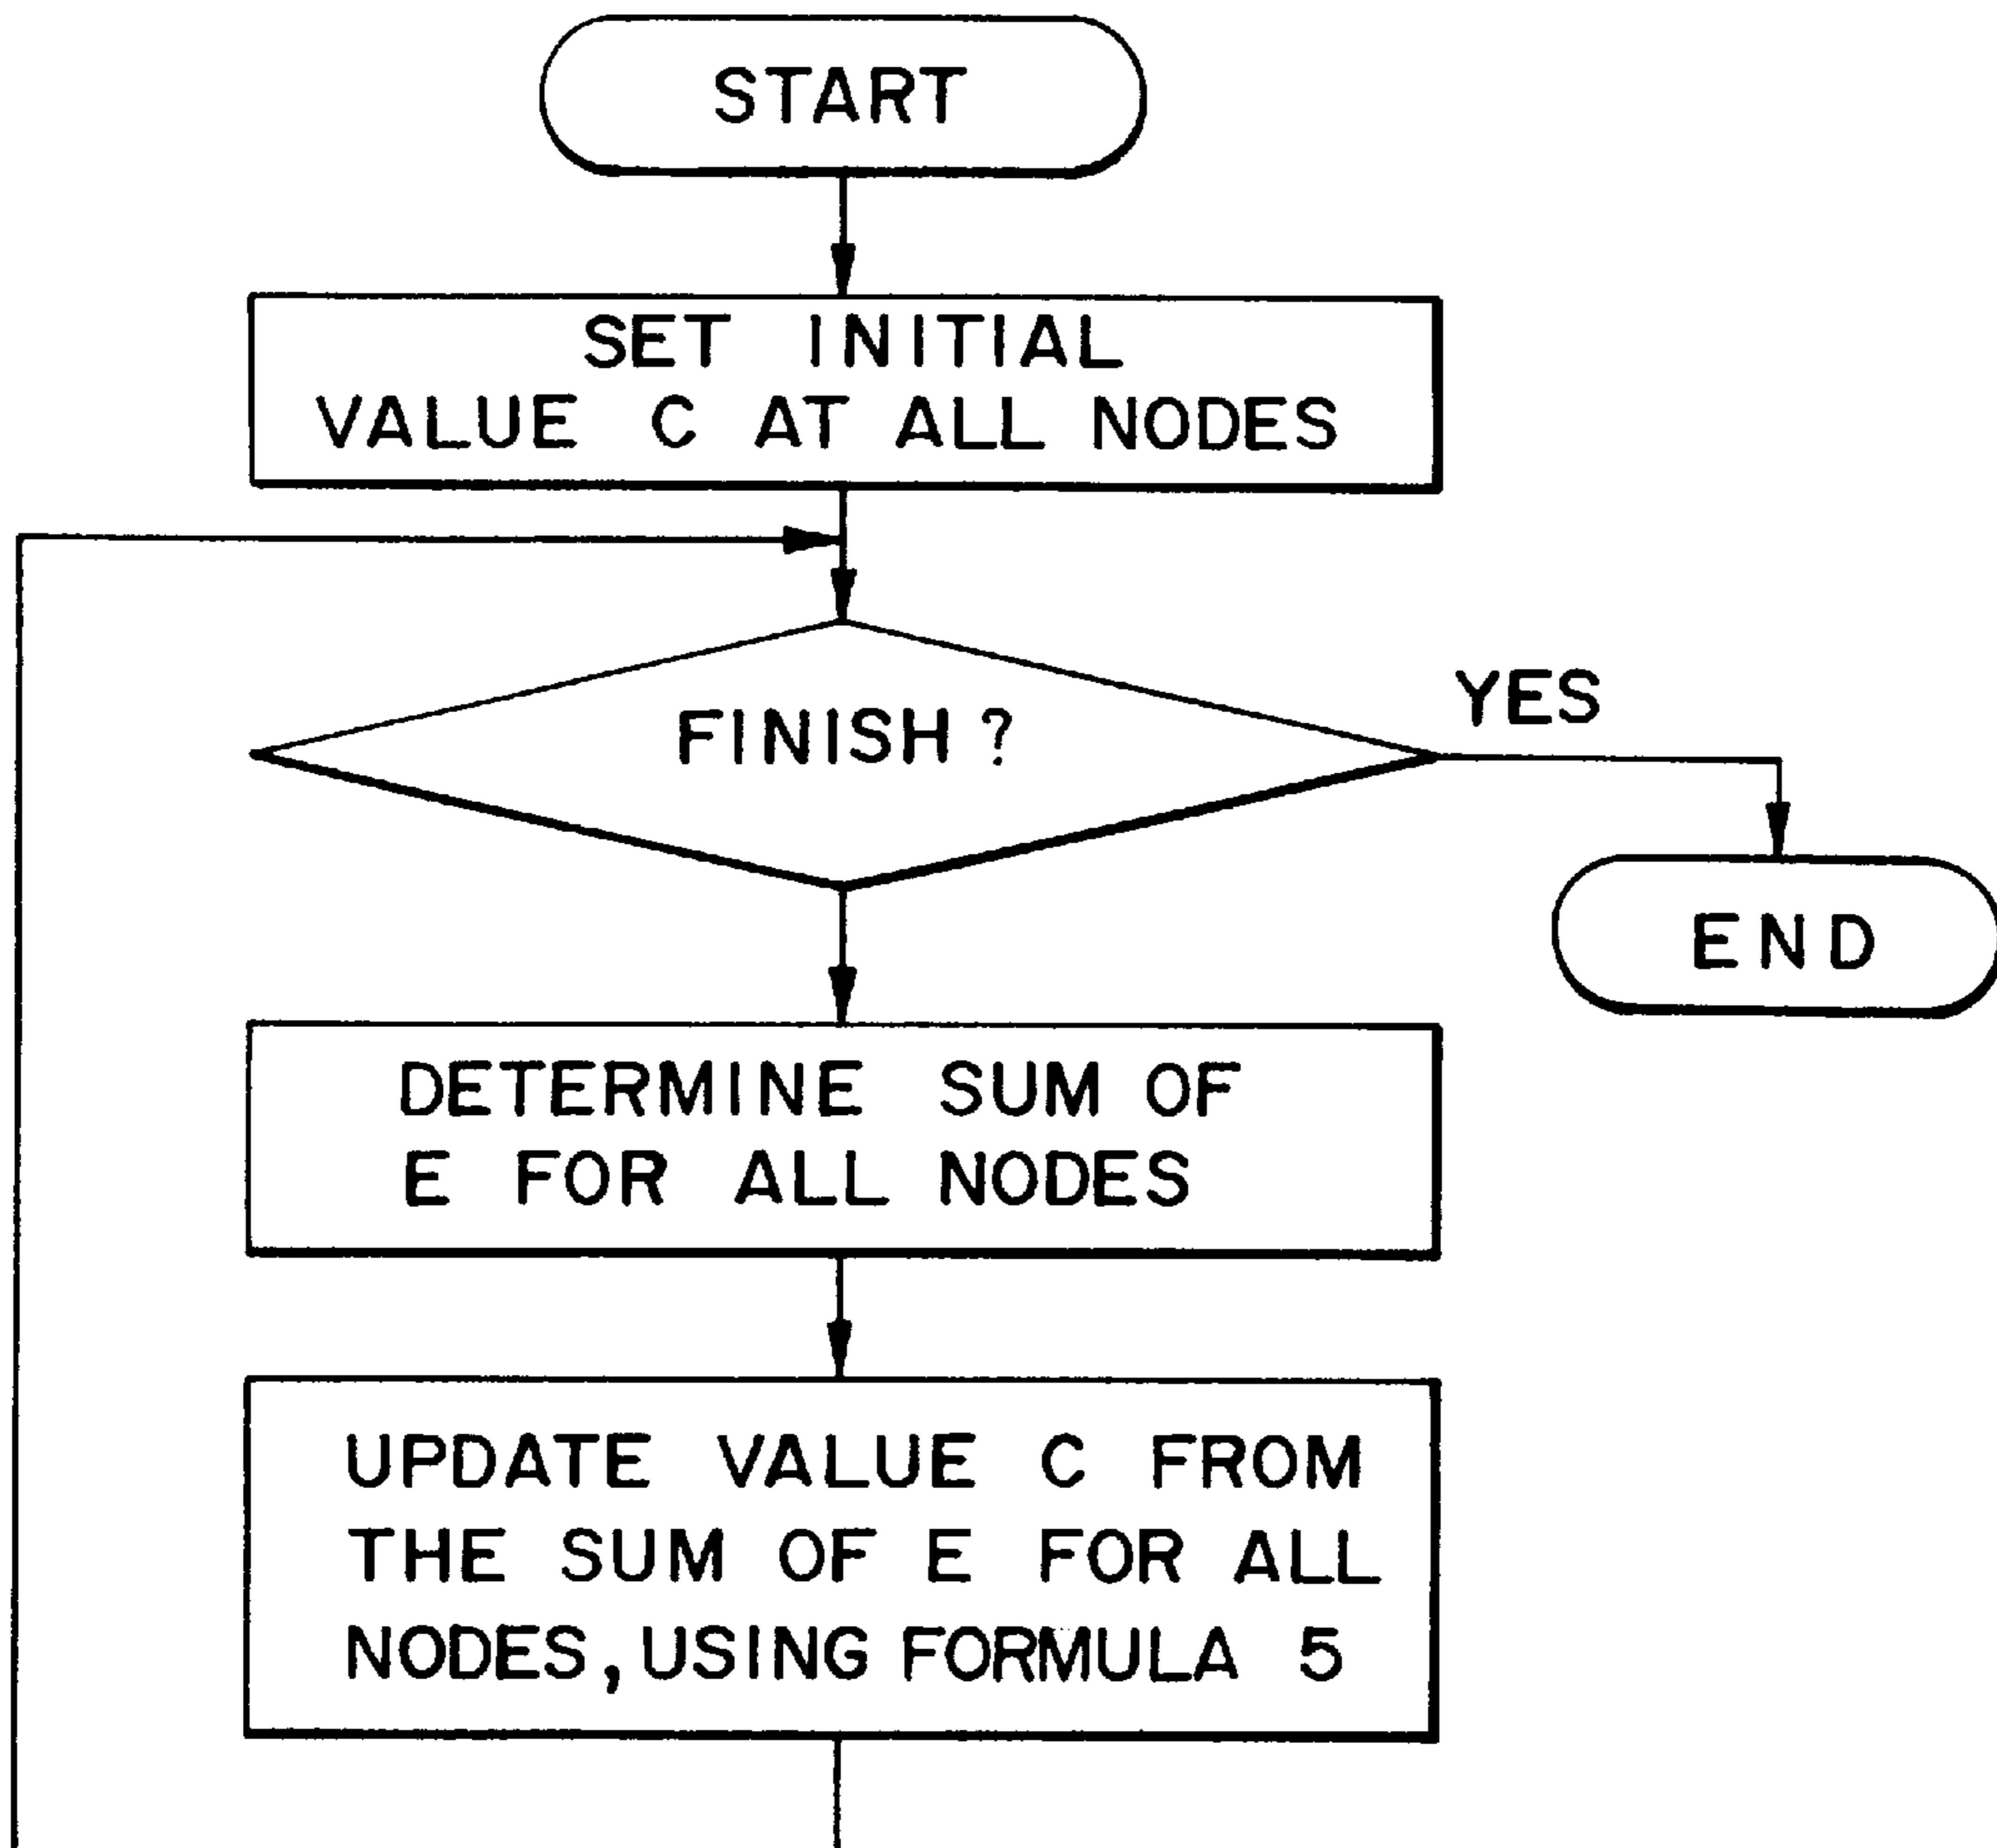 START
SET INITIAL
VALUE C AT ALL NODES
FINISH ?
YES
END
DETERMINE SUM OF
E FOR ALL NODES
UPDATE VALUE C FROM
THE SUM OF E FOR ALL
NODES, USING FORMULA 5